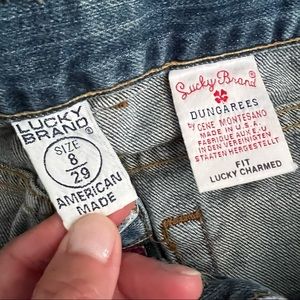 LUCKY
BRAND®
SIZE
8
29
AMERICAN
MADE
Lucky Brand
DUNGAREES
BY GENE MONTESANO
MADE IN U.S.A.
FABRIQUE AUX E.U
IN DEN VEREINIGTEN
STAATEN HERGESTELLT
FIT
LUCKY CHARMED